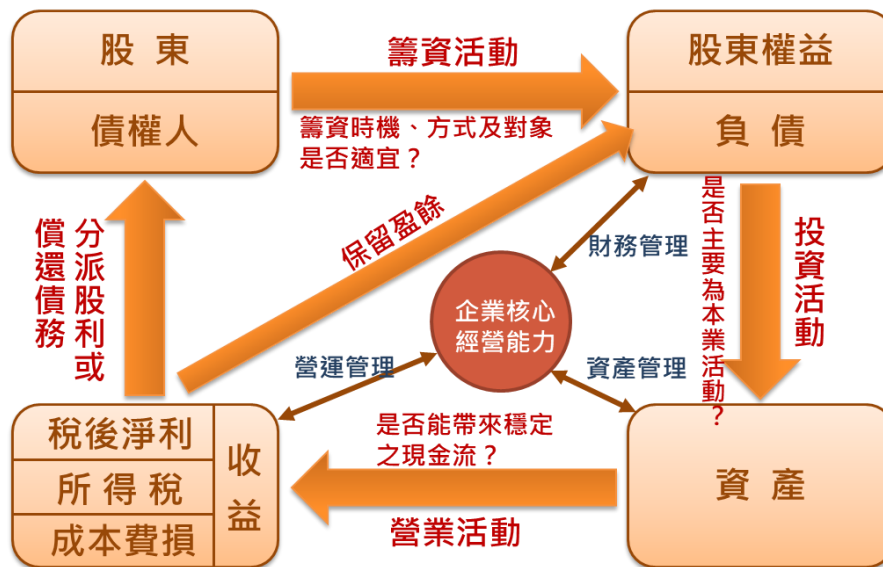 股東
債權人
籌資活動
籌資時機、方式及對象
是否適宜？
股東權益
負債
分派股利或
償還債務
保留盈餘
財務管理
是否主要為本業活動？
投資活動
企業核心
經營能力
營運管理
資產管理
稅後淨利
所得稅
成本費損
收益
是否能帶來穩定
之現金流？
營業活動
資產